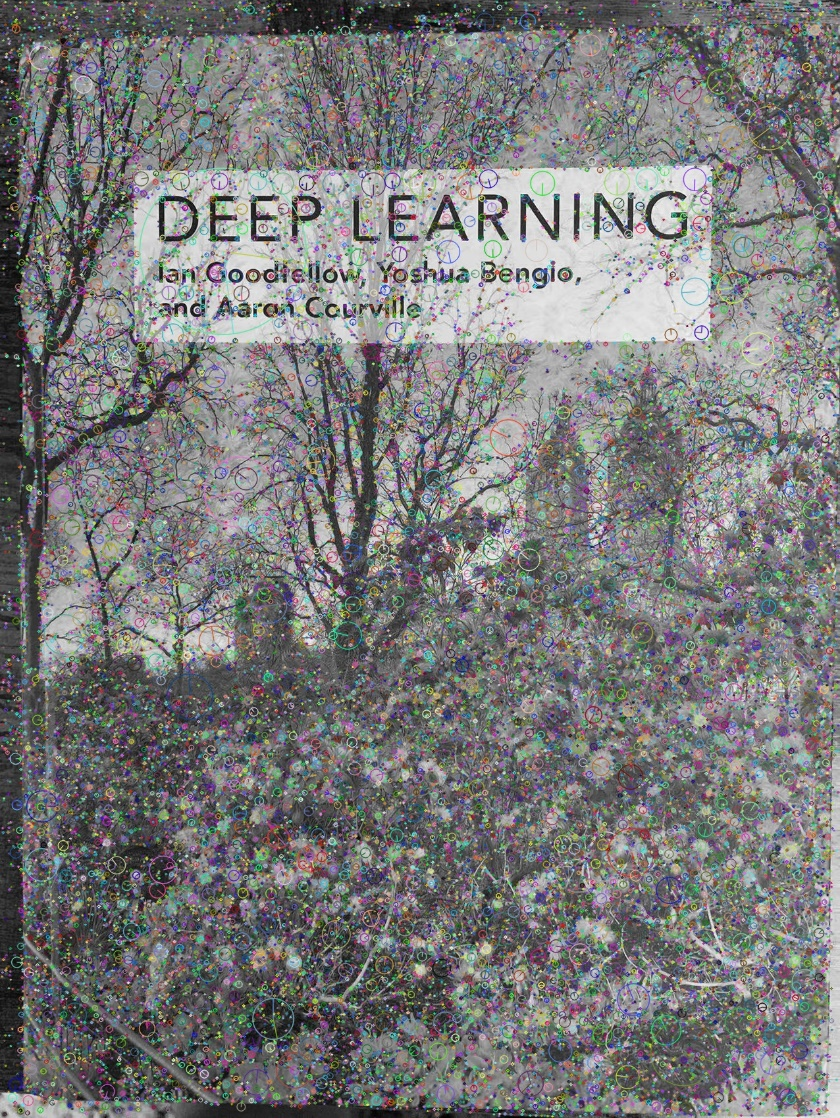 DEEP LEARNING
Ian Goodfellow, Yoshua Bengio,
and Aaron Courville